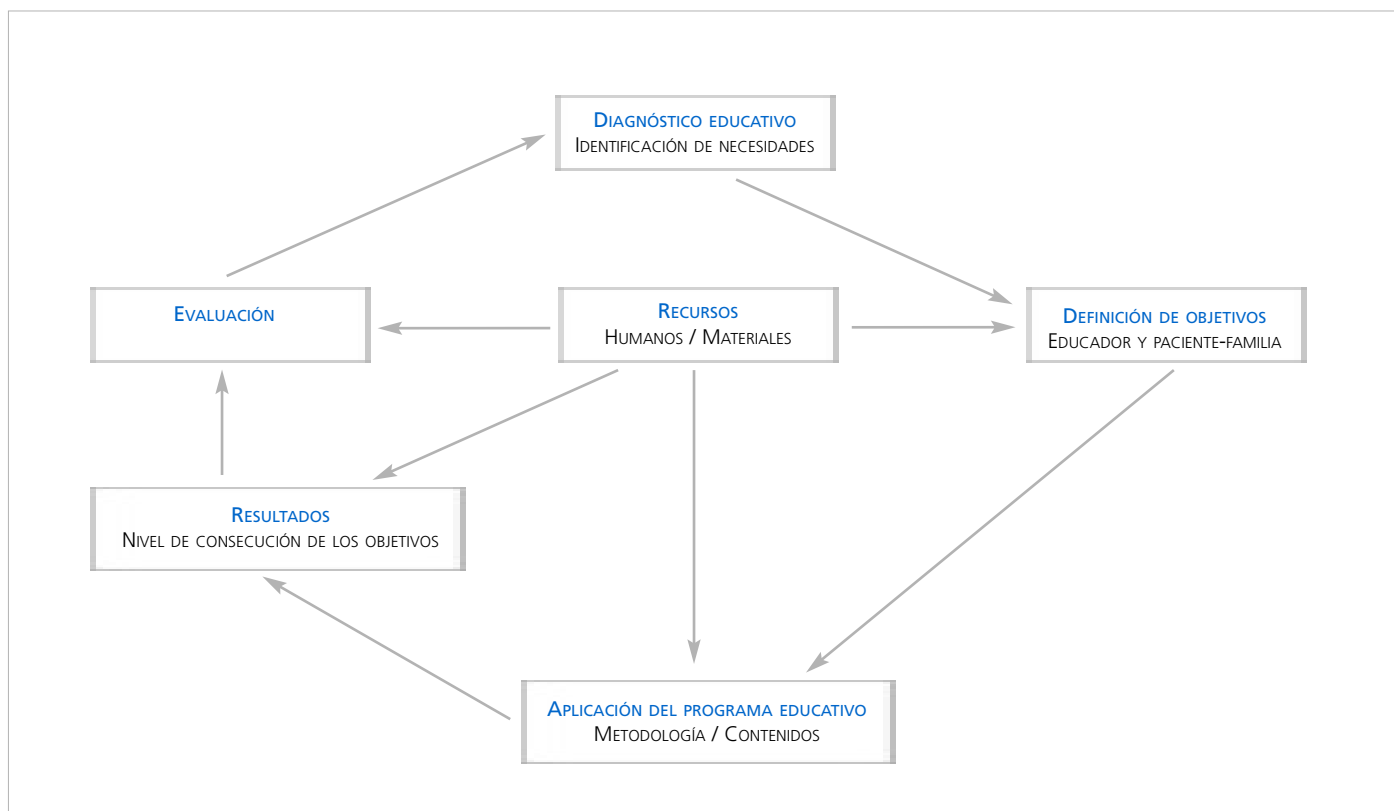 Diagnóstico educativo
Identificación de necesidades
Evaluación
Recursos
Humanos / Materiales
Definición de objetivos
Educador y paciente-familia
Resultados
Nivel de consecución de los objetivos
Aplicación del programa educativo
Metodología / Contenidos